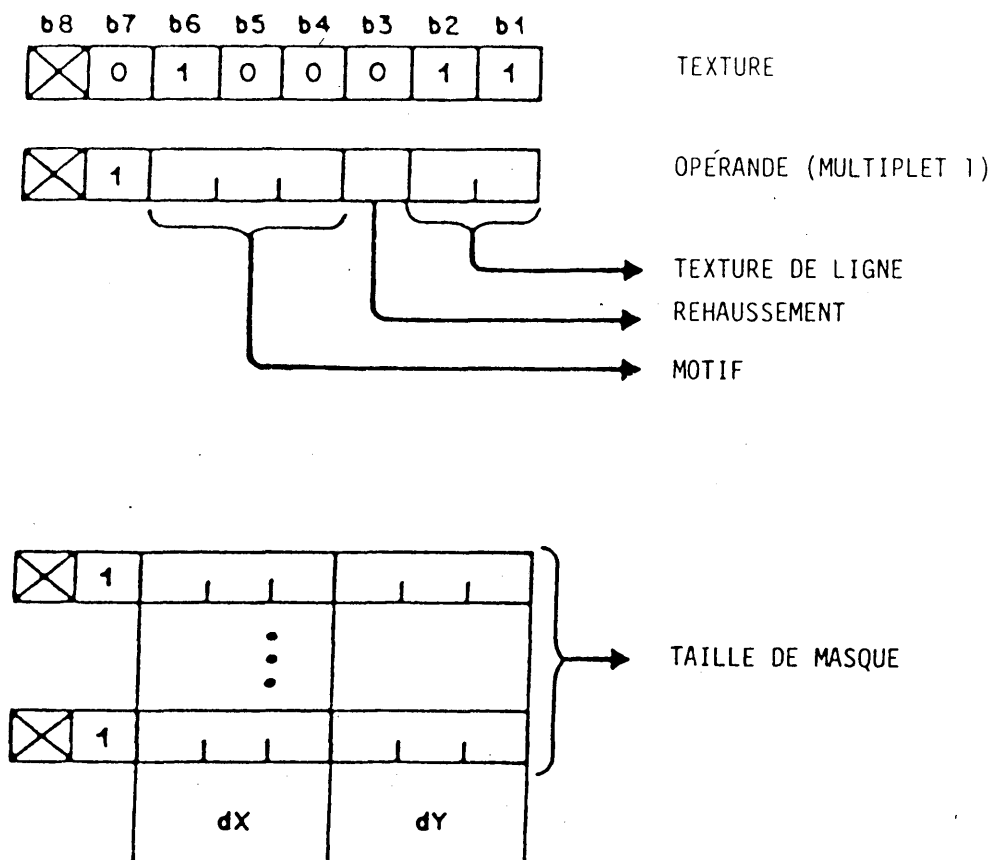 b8 b7 b6 b5 b4 b3 b2 b1
0 1 0 0 0 1 1 TEXTURE
1 OPÉRANDE (MULTIPLET 1)
TEXTURE DE LIGNE
REHAUSSEMENT
MOTIF
1
TAILLE DE MASQUE
1
dX dY